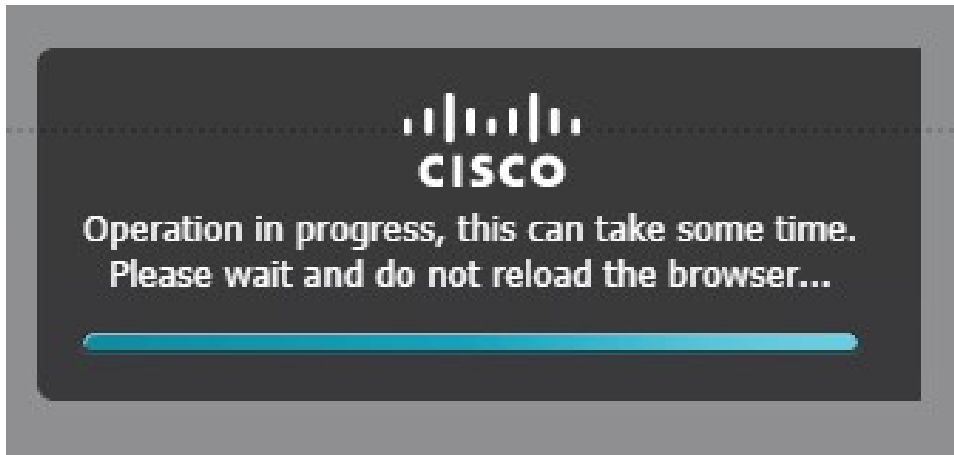 CISCO
Operation in progress, this can take some time.
Please wait and do not reload the browser...